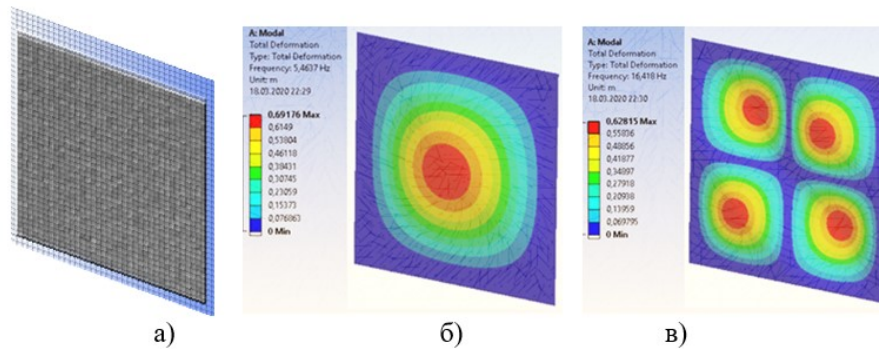 A: Modal
Total Deformation
Type: Total Deformation
Frequency: 5,4637 Hz
Unit: m
18.03.2020 22:29
0,69176 Max
0,6149
0,53804
0,46118
0,38431
0,30745
0,23059
0,15373
0,076863
0 Min
A: Modal
Total Deformation
Type: Total Deformation
Frequency: 16,418 Hz
Unit: m
18.03.2020 22:30
0,62815 Max
0,55836
0,48856
0,41877
0,34897
0,27918
0,20938
0,13959
0,069795
0 Min
а)
б)
в)